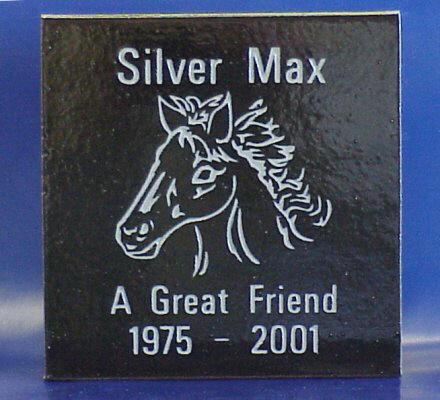 Silver Max
A Great Friend
1975 - 2001